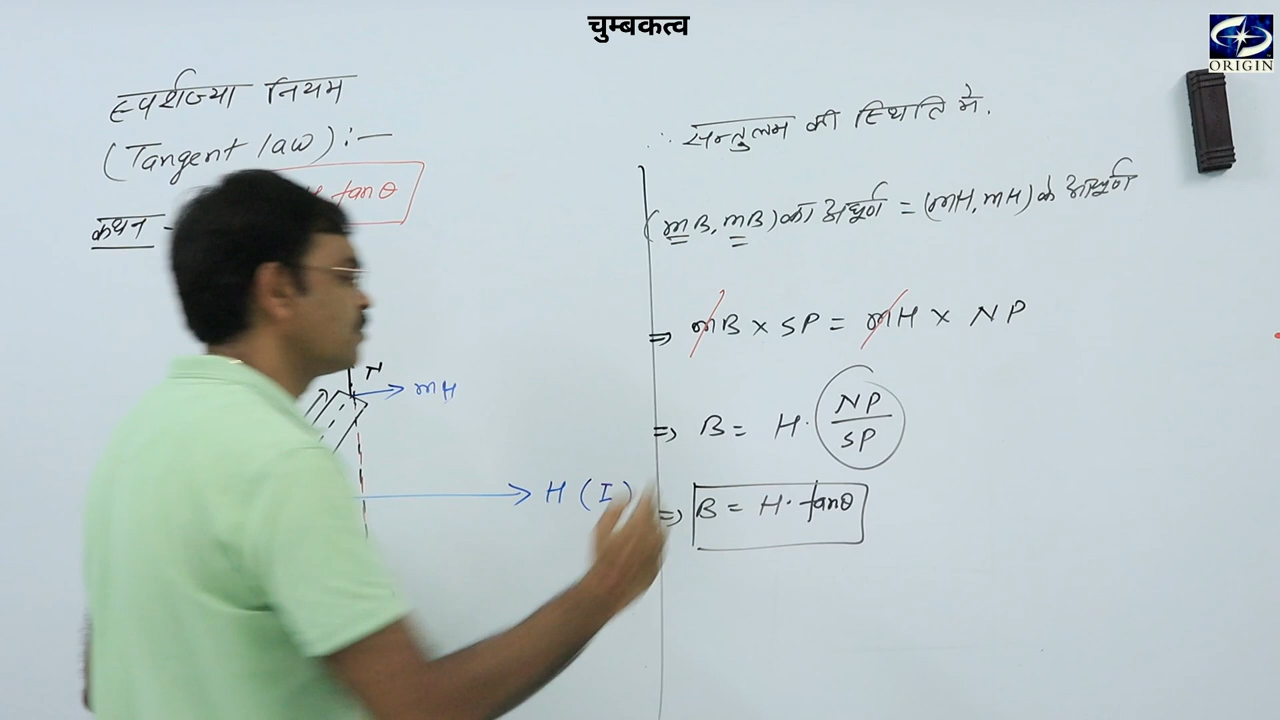 चुम्बकत्व
ORIGIN
स्पर्शज्या नियम
(Tangent law) :—
tanθ
कथन -
N
mH
H (I)
∴ सन्तुलन की स्थिति में.
(mB, mB) का आघूर्ण = (mH, mH) के आघूर्ण
⇒ mB × SP = mH × NP
⇒ B = H · NP/SP
⇒ B = H · tanθ